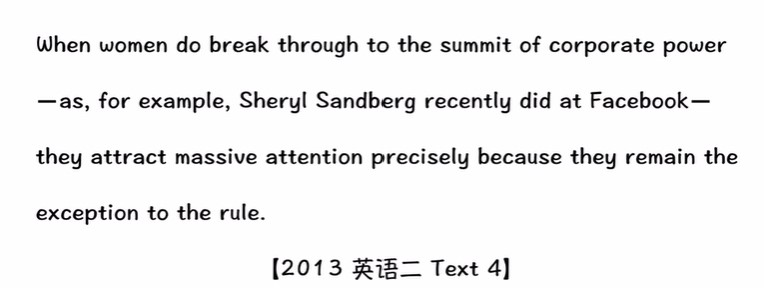 When women do break through to the summit of corporate power
—as, for example, Sheryl Sandberg recently did at Facebook—
they attract massive attention precisely because they remain the
exception to the rule.
【2013 英语二 Text 4】